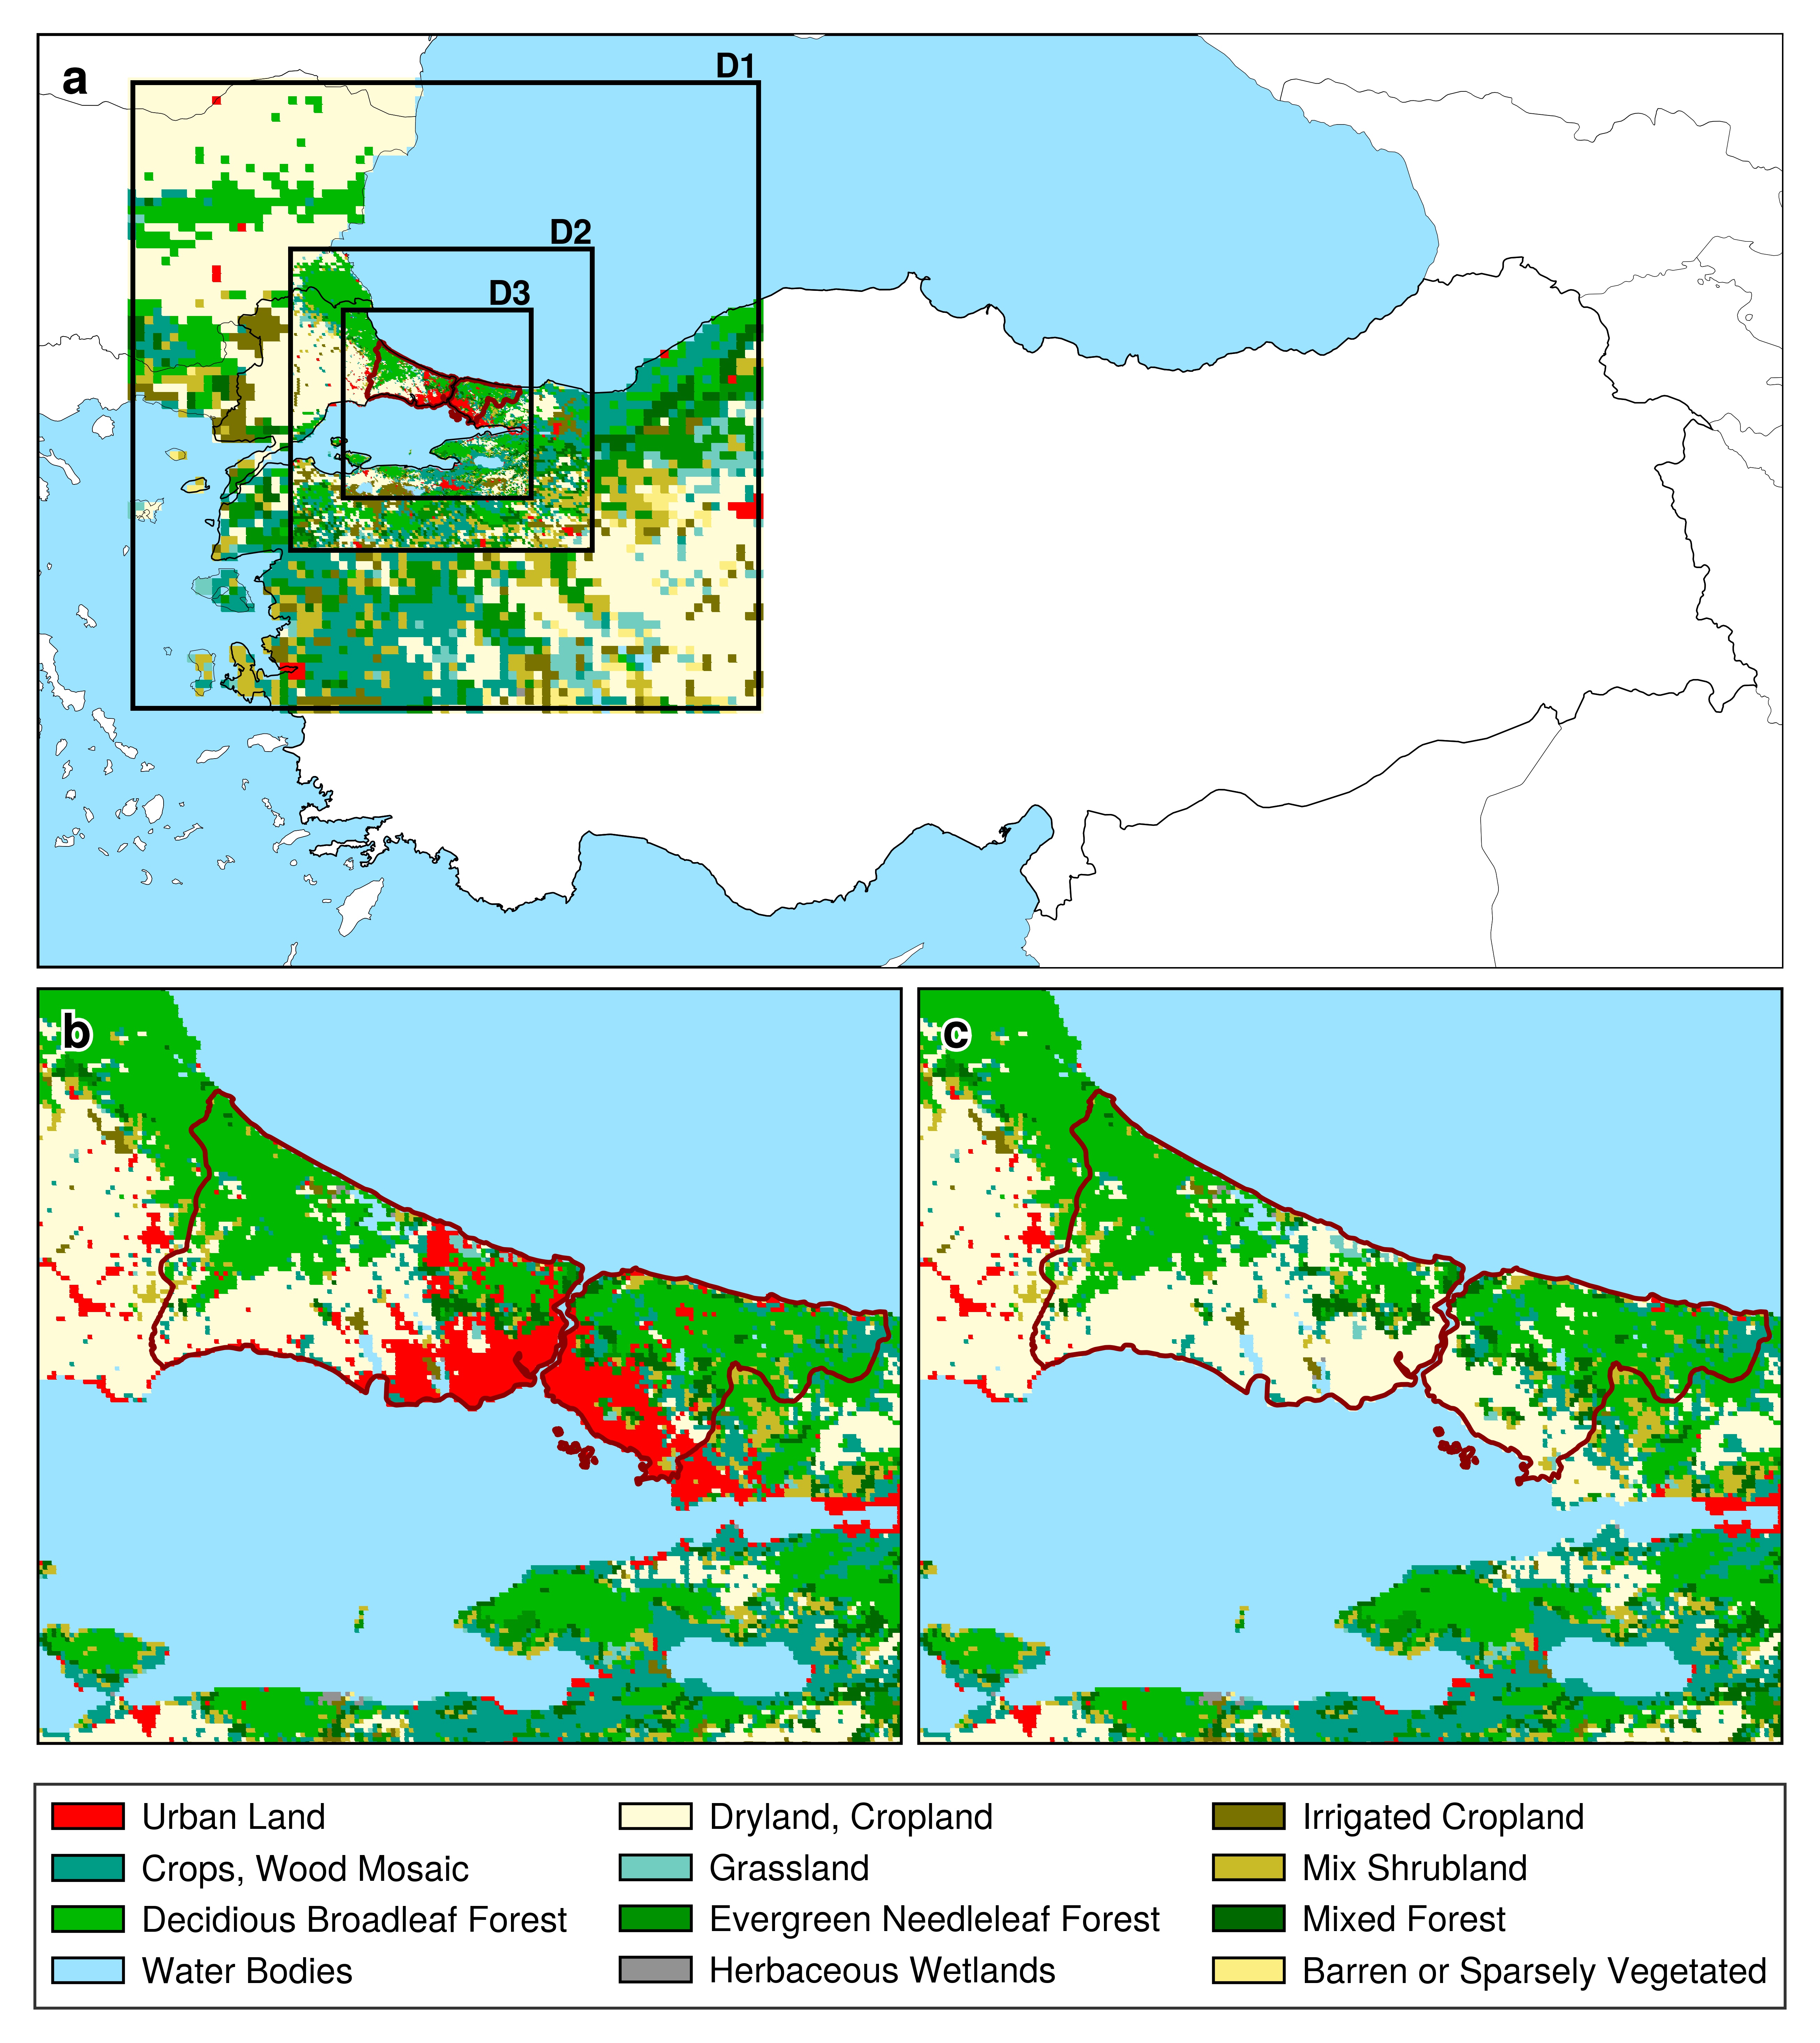 a
D1
D2
D3
b
c
Urban Land
Dryland, Cropland
Irrigated Cropland
Crops, Wood Mosaic
Grassland
Mix Shrubland
Decidious Broadleaf Forest
Evergreen Needleleaf Forest
Mixed Forest
Water Bodies
Herbaceous Wetlands
Barren or Sparsely Vegetated